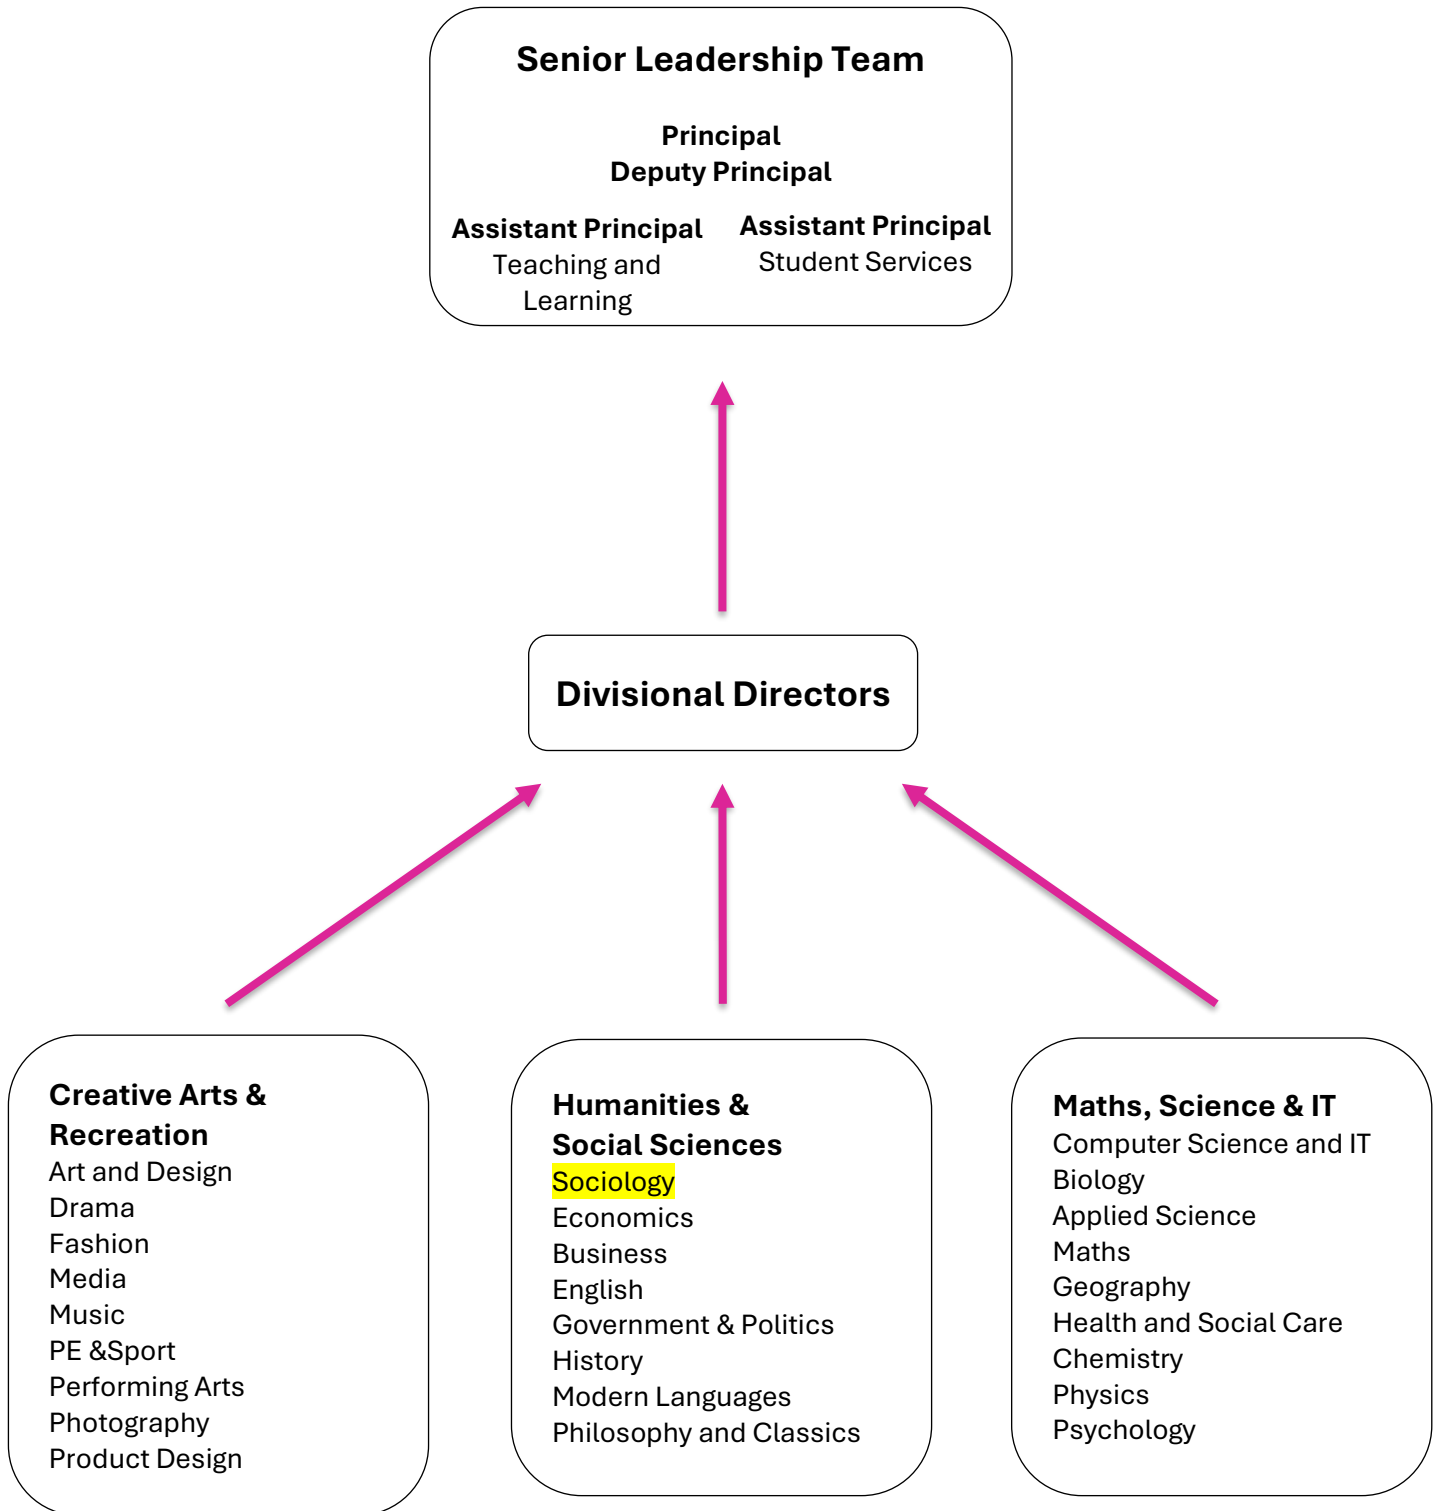 Senior Leadership Team
Principal
Deputy Principal
Assistant Principal
Teaching and
Learning
Assistant Principal
Student Services
Divisional Directors
Creative Arts &
Recreation
Art and Design
Drama
Fashion
Media
Music
PE &Sport
Performing Arts
Photography
Product Design
Humanities &
Social Sciences
Sociology
Economics
Business
English
Government & Politics
History
Modern Languages
Philosophy and Classics
Maths, Science & IT
Computer Science and IT
Biology
Applied Science
Maths
Geography
Health and Social Care
Chemistry
Physics
Psychology